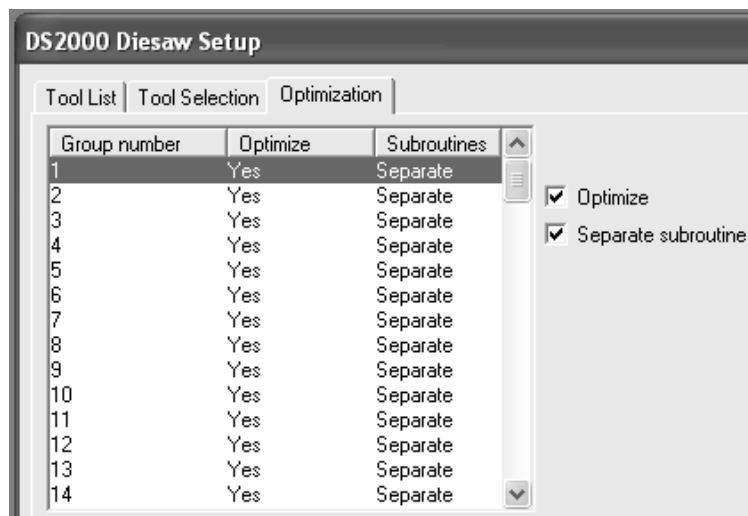 DS2000 Diesaw Setup
Tool List Tool Selection Optimization
Group number Optimize Subroutines
1 Yes Separate
2 Yes Separate
3 Yes Separate
4 Yes Separate
5 Yes Separate
6 Yes Separate
7 Yes Separate
8 Yes Separate
9 Yes Separate
10 Yes Separate
11 Yes Separate
12 Yes Separate
13 Yes Separate
14 Yes Separate
Optimize
Separate subroutine